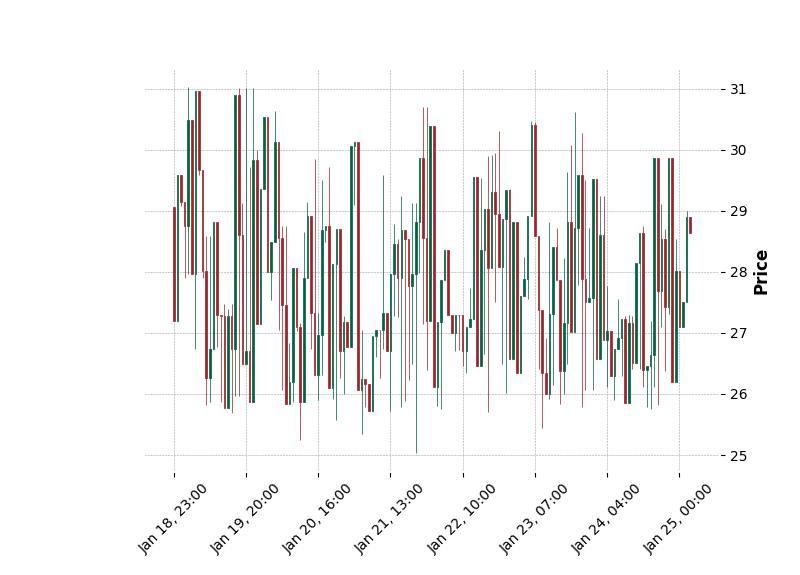 31
30
29
28
27
26
25
Price
Jan 18, 23:00
Jan 19, 20:00
Jan 20, 16:00
Jan 21, 13:00
Jan 22, 10:00
Jan 23, 07:00
Jan 24, 04:00
Jan 25, 00:00